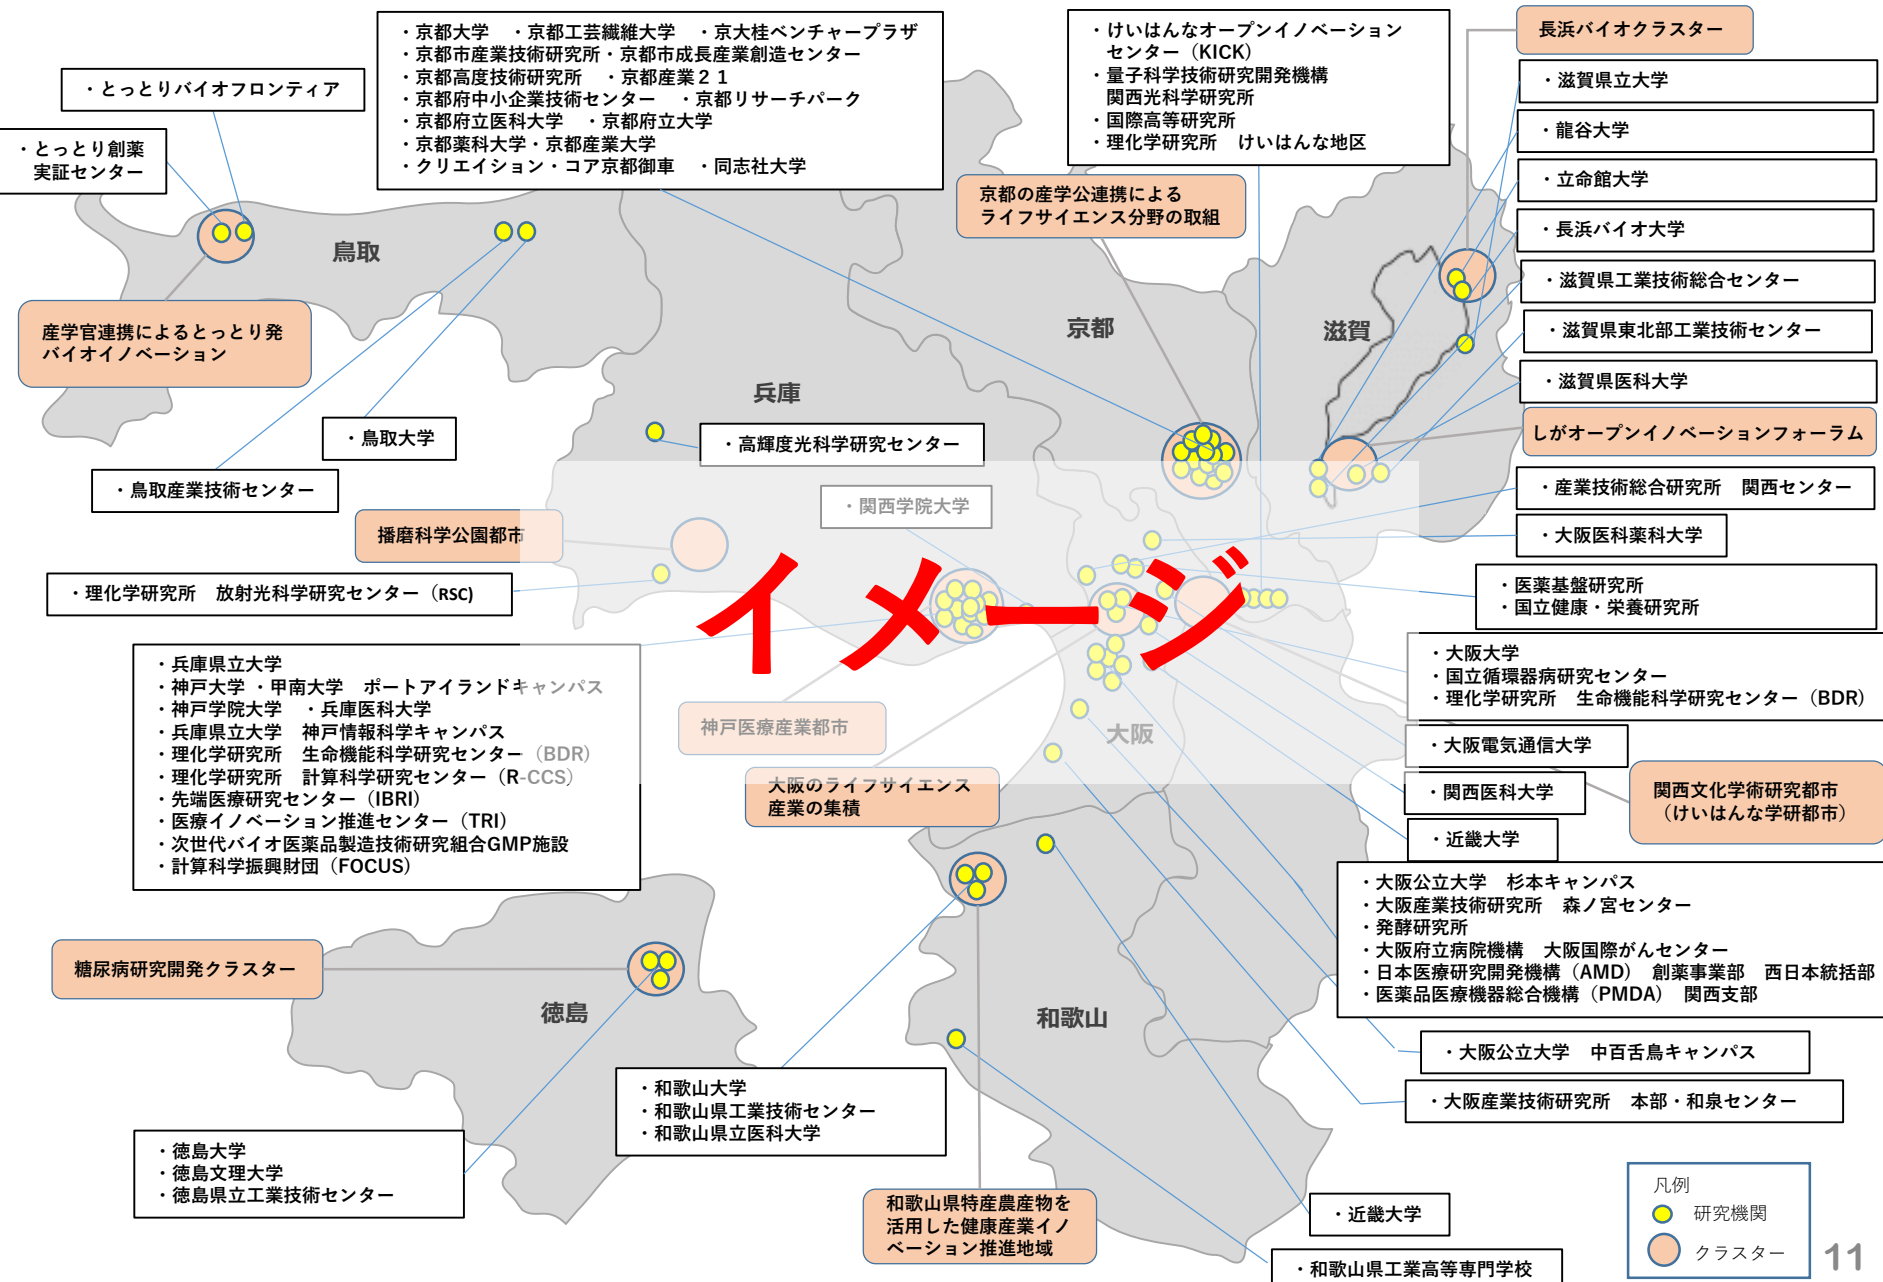 ・京都大学　・京都工芸繊維大学　・京大桂ベンチャープラザ
・京都市産業技術研究所・京都市成長産業創造センター
・京都高度技術研究所　・京都産業２１
・京都府中小企業技術センター　・京都リサーチパーク
・京都府立医科大学　・京都府立大学
・京都薬科大学・京都産業大学
・クリエイション・コア京都御車　・同志社大学
・けいはんなオープンイノベーション
センター（KICK）
・量子科学技術研究開発機構
関西光科学研究所
・国際高等研究所
・理化学研究所　けいはんな地区
長浜バイオクラスター
・とっとりバイオフロンティア
・とっとり創薬
実証センター
・滋賀県立大学
・龍谷大学
・立命館大学
・長浜バイオ大学
・滋賀県工業技術総合センター
・滋賀県東北部工業技術センター
・滋賀県医科大学
しがオープンイノベーションフォーラム
京都の産学公連携による
ライフサイエンス分野の取組
鳥取
京都
滋賀
兵庫
産学官連携によるとっとり発
バイオイノベーション
・鳥取大学
・鳥取産業技術センター
・高輝度光科学研究センター
・関西学院大学
播磨科学公園都市
・理化学研究所　放射光科学研究センター（RSC)
・産業技術総合研究所　関西センター
・大阪医科薬科大学
・医薬基盤研究所
・国立健康・栄養研究所
イメージ
・兵庫県立大学
・神戸大学 ・甲南大学　ポートアイランドキャンパス
・神戸学院大学　・兵庫医科大学
・兵庫県立大学　神戸情報科学キャンパス
・理化学研究所　生命機能科学研究センター（BDR）
・理化学研究所　計算科学研究センター（R-CCS）
・先端医療研究センター（IBRI）
・医療イノベーション推進センター（TRI）
・次世代バイオ医薬品製造技術研究組合GMP施設
・計算科学振興財団（FOCUS）
神戸医療産業都市
大阪
大阪のライフサイエンス
産業の集積
・大阪大学
・国立循環器病研究センター
・理化学研究所　生命機能科学研究センター（BDR）
・大阪電気通信大学
・関西医科大学
・近畿大学
関西文化学術研究都市
（けいはんな学研都市）
・大阪公立大学　杉本キャンパス
・大阪産業技術研究所　森ノ宮センター
・発酵研究所
・大阪府立病院機構　大阪国際がんセンター
・日本医療研究開発機構（AMD）　創薬事業部　西日本統括部
・医薬品医療機器総合機構（PMDA）　関西支部
・大阪公立大学　中百舌鳥キャンパス
・大阪産業技術研究所　本部・和泉センター
糖尿病研究開発クラスター
徳島
和歌山
・和歌山大学
・和歌山県工業技術センター
・和歌山県立医科大学
・徳島大学
・徳島文理大学
・徳島県立工業技術センター
和歌山県特産農産物を
活用した健康産業イノ
ベーション推進地域
・近畿大学
・和歌山県工業高等専門学校
凡例
研究機関
クラスター
11